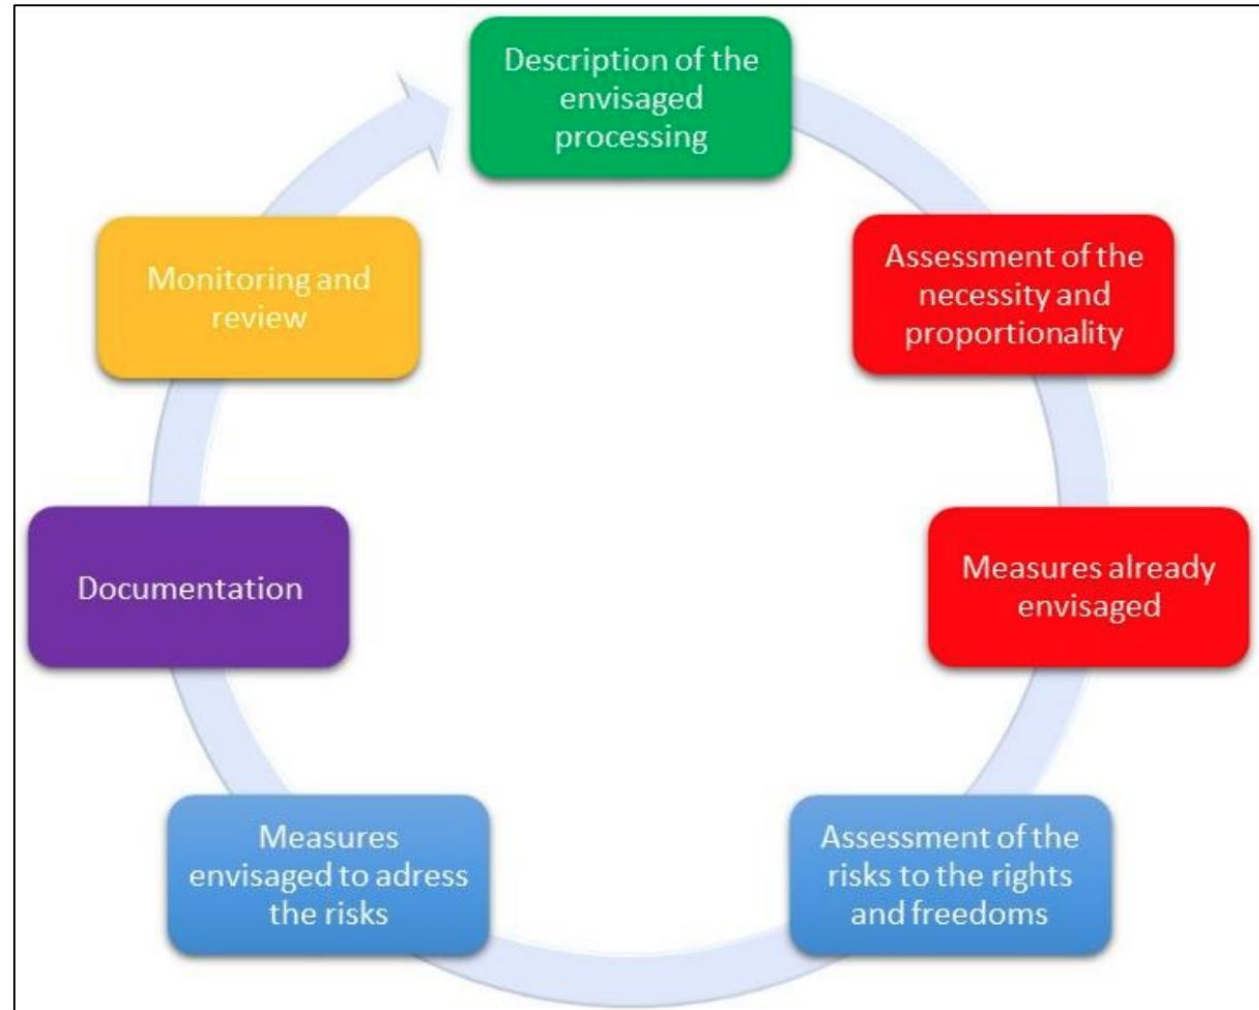 Description of the
envisaged
processing
Assessment of the
necessity and
proportionality
Measures already
envisaged
Assessment of the
risks to the rights
and freedoms
Measures
envisaged to adress
the risks
Documentation
Monitoring and
review